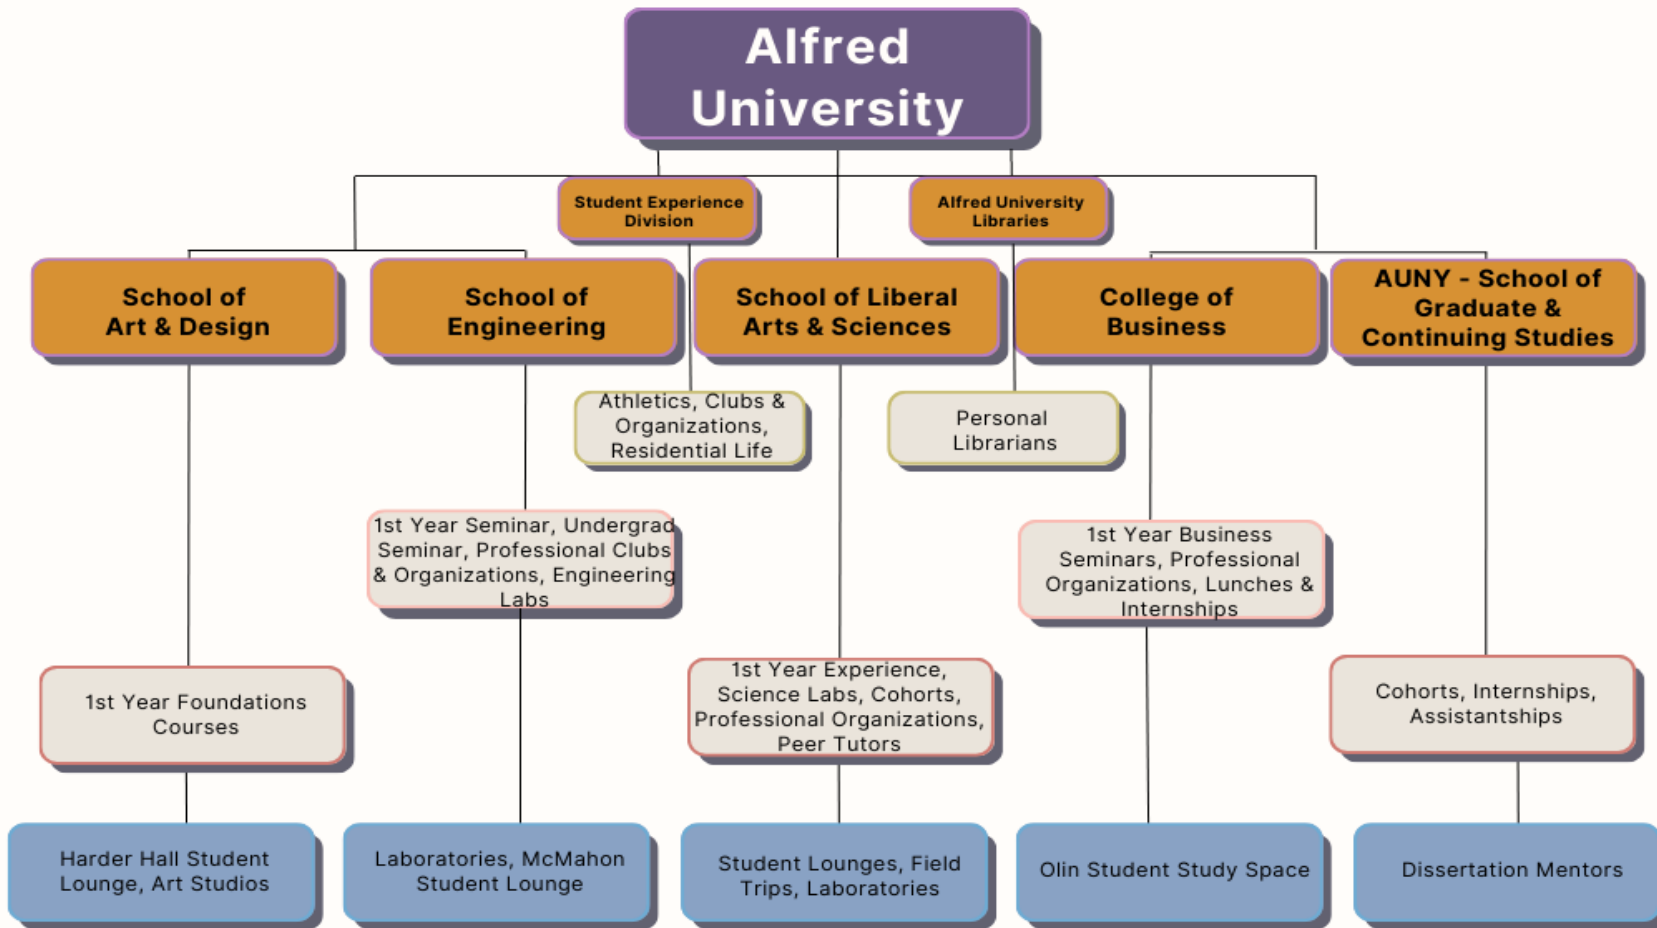 Alfred
University
Student Experience
Division
Alfred University
Libraries
School of
Art & Design
School of
Engineering
School of Liberal
Arts & Sciences
College of
Business
AUNY - School of
Graduate &
Continuing Studies
Athletics, Clubs &
Organizations,
Residential Life
Personal
Librarians
1st Year Seminar, Undergrad
Seminar, Professional Clubs
& Organizations, Engineering
Labs
1st Year Business
Seminars, Professional
Organizations, Lunches &
Internships
1st Year Foundations
Courses
1st Year Experience,
Science Labs, Cohorts,
Professional Organizations,
Peer Tutors
Cohorts, Internships,
Assistantships
Harder Hall Student
Lounge, Art Studios
Laboratories, McMahon
Student Lounge
Student Lounges, Field
Trips, Laboratories
Olin Student Study Space
Dissertation Mentors